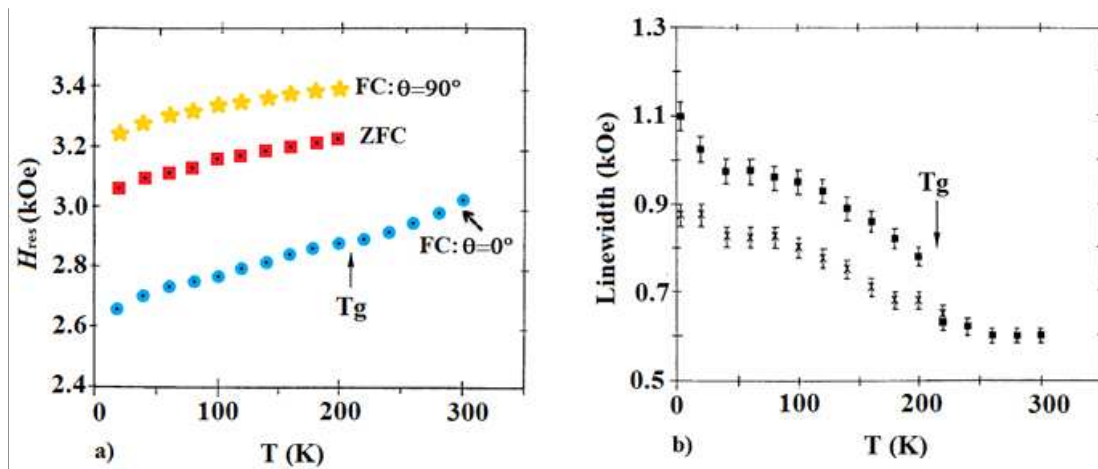 3.4
3.2
3.0
2.8
2.6
2.4
Hres (kOe)
FC: θ=90°
ZFC
FC: θ=0°
Tg
0
100
200
300
a)
T (K)
1.3
1.1
0.9
0.7
0.5
Linewidth (kOe)
Tg
0
100
200
300
b)
T (K)